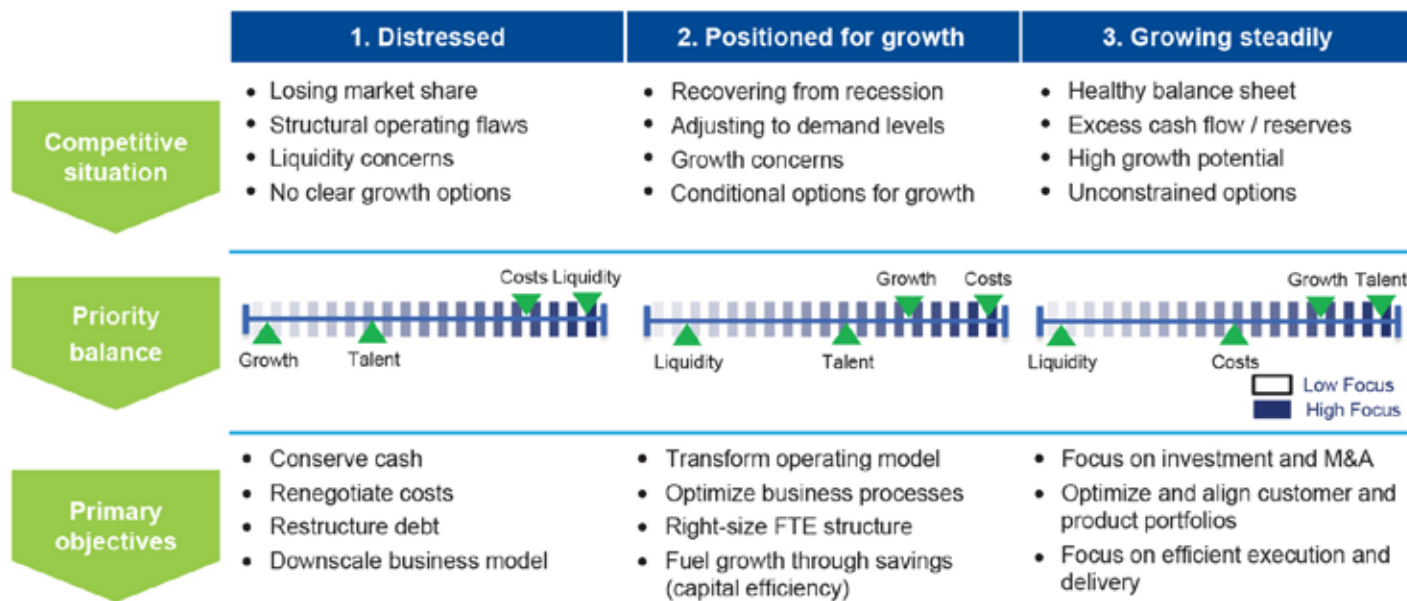 1. Distressed
2. Positioned for growth
3. Growing steadily
Competitive
situation
• Losing market share
• Structural operating flaws
• Liquidity concerns
• No clear growth options
• Recovering from recession
• Adjusting to demand levels
• Growth concerns
• Conditional options for growth
• Healthy balance sheet
• Excess cash flow / reserves
• High growth potential
• Unconstrained options
Priority
balance
Costs Liquidity
Growth Talent
Growth Costs
Liquidity Talent
Growth Talent
Liquidity Costs
Low Focus
High Focus
Primary
objectives
• Conserve cash
• Renegotiate costs
• Restructure debt
• Downscale business model
• Transform operating model
• Optimize business processes
• Right-size FTE structure
• Fuel growth through savings
(capital efficiency)
• Focus on investment and M&A
• Optimize and align customer and
product portfolios
• Focus on efficient execution and
delivery